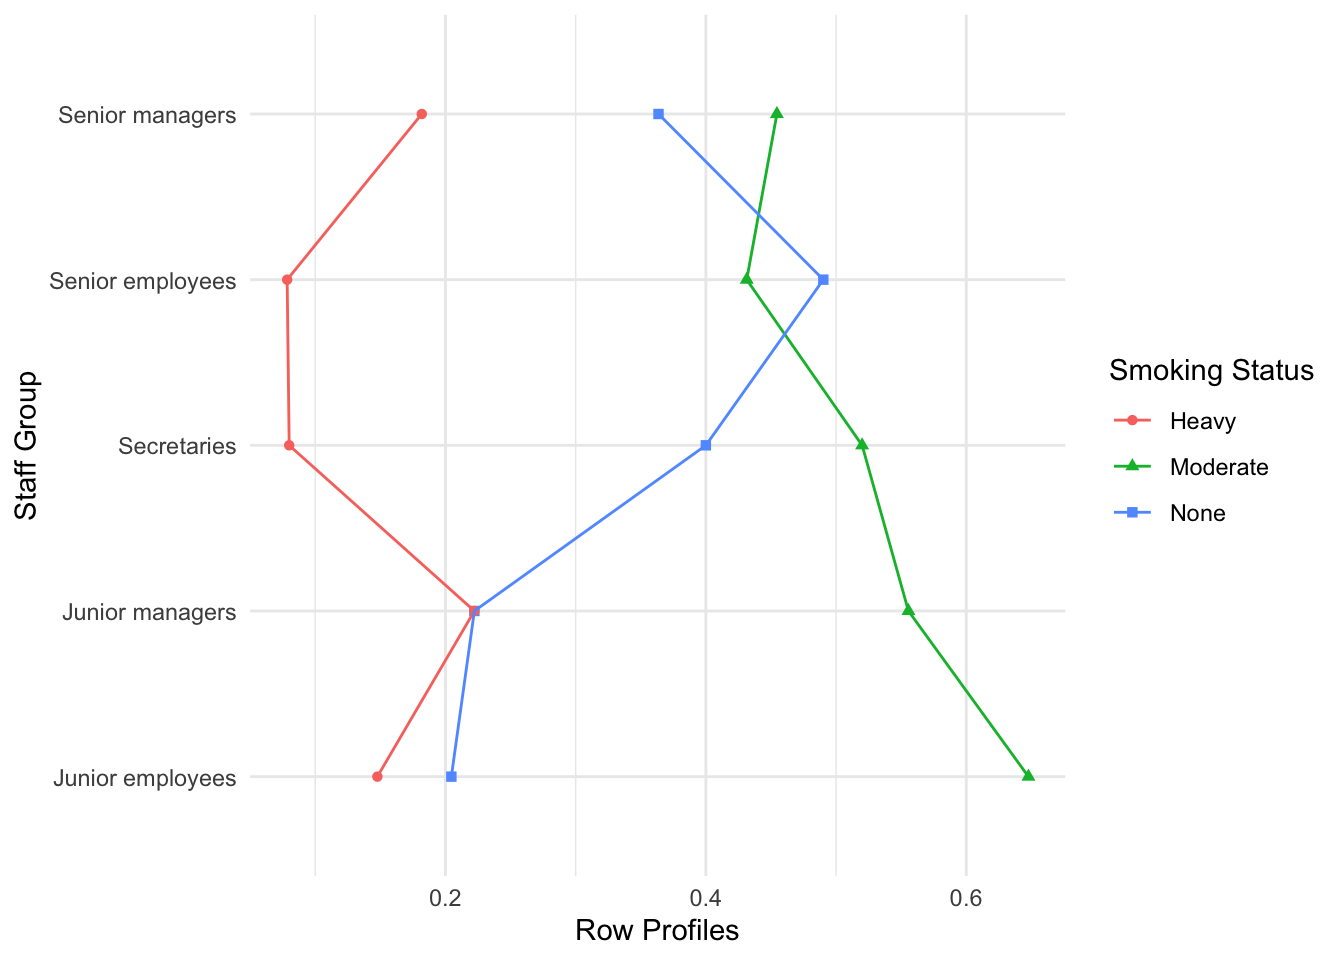 Senior managers
Senior employees
Secretaries
Junior managers
Junior employees
Staff Group
0.2
0.4
0.6
Row Profiles
Smoking Status
Heavy
Moderate
None